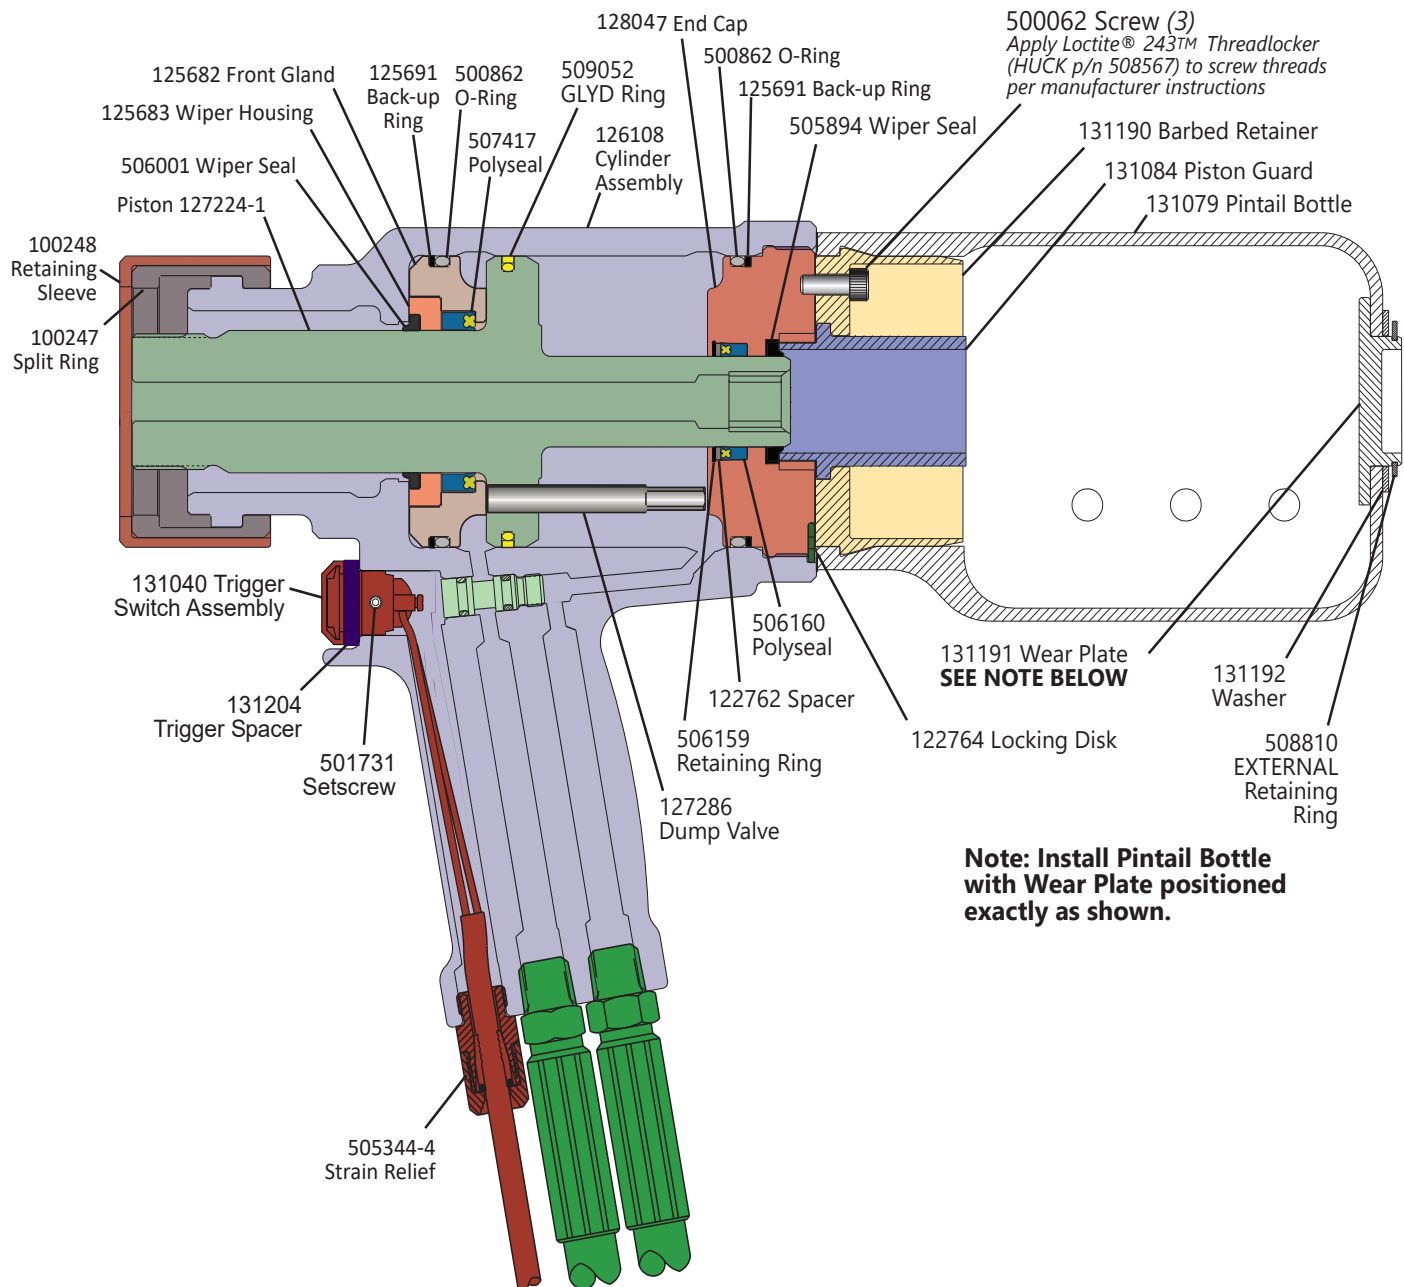 128047 End Cap
500062 Screw (3)
Apply Loctite® 243™ Threadlocker
(HUCK p/n 508567) to screw threads
per manufacturer instructions
125682 Front Gland
125691
Back-up
Ring
500862
O-Ring
509052
GLYD Ring
500862 O-Ring
125691 Back-up Ring
125683 Wiper Housing
507417
Polyseal
126108
Cylinder
Assembly
505894 Wiper Seal
131190 Barbed Retainer
506001 Wiper Seal
131084 Piston Guard
Piston 127224-1
131079 Pintail Bottle
100248
Retaining
Sleeve
100247
Split Ring
131040 Trigger
Switch Assembly
506160
Polyseal
131191 Wear Plate
SEE NOTE BELOW
131192
Washer
131204
Trigger Spacer
122762 Spacer
506159
Retaining Ring
122764 Locking Disk
508810
EXTERNAL
Retaining
Ring
501731
Setscrew
127286
Dump Valve
Note: Install Pintail Bottle
with Wear Plate positioned
exactly as shown.
505344-4
Strain Relief